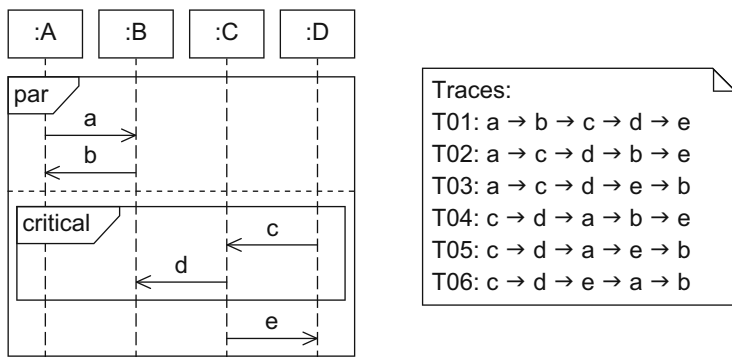 :A :B :C :D
par
a
b
critical
c
d
e
Traces:
T01: a → b → c → d → e
T02: a → c → d → b → e
T03: a → c → d → e → b
T04: c → d → a → b → e
T05: c → d → a → e → b
T06: c → d → e → a → b